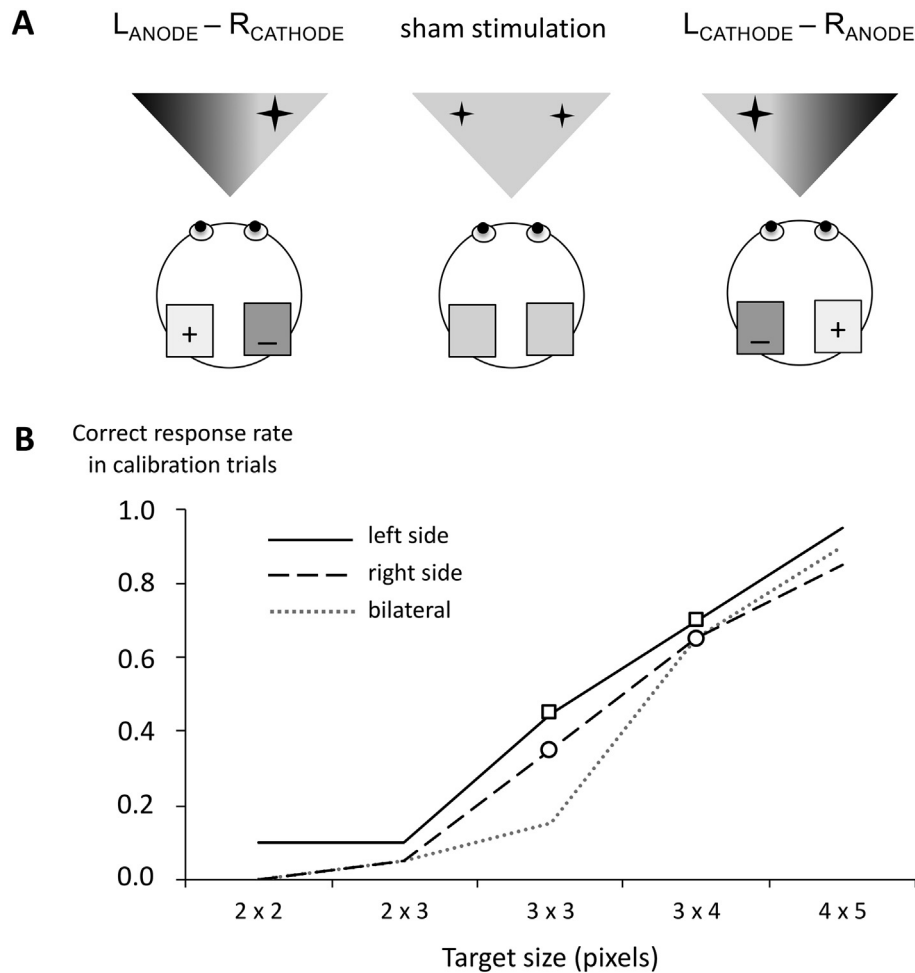 A
L_ANODE – R_CATHODE
sham stimulation
L_CATHODE – R_ANODE
+
–
–
+
B
Correct response rate
in calibration trials
1.0
0.8
0.6
0.4
0.2
0.0
left side
right side
bilateral
2 x 2
2 x 3
3 x 3
3 x 4
4 x 5
Target size (pixels)